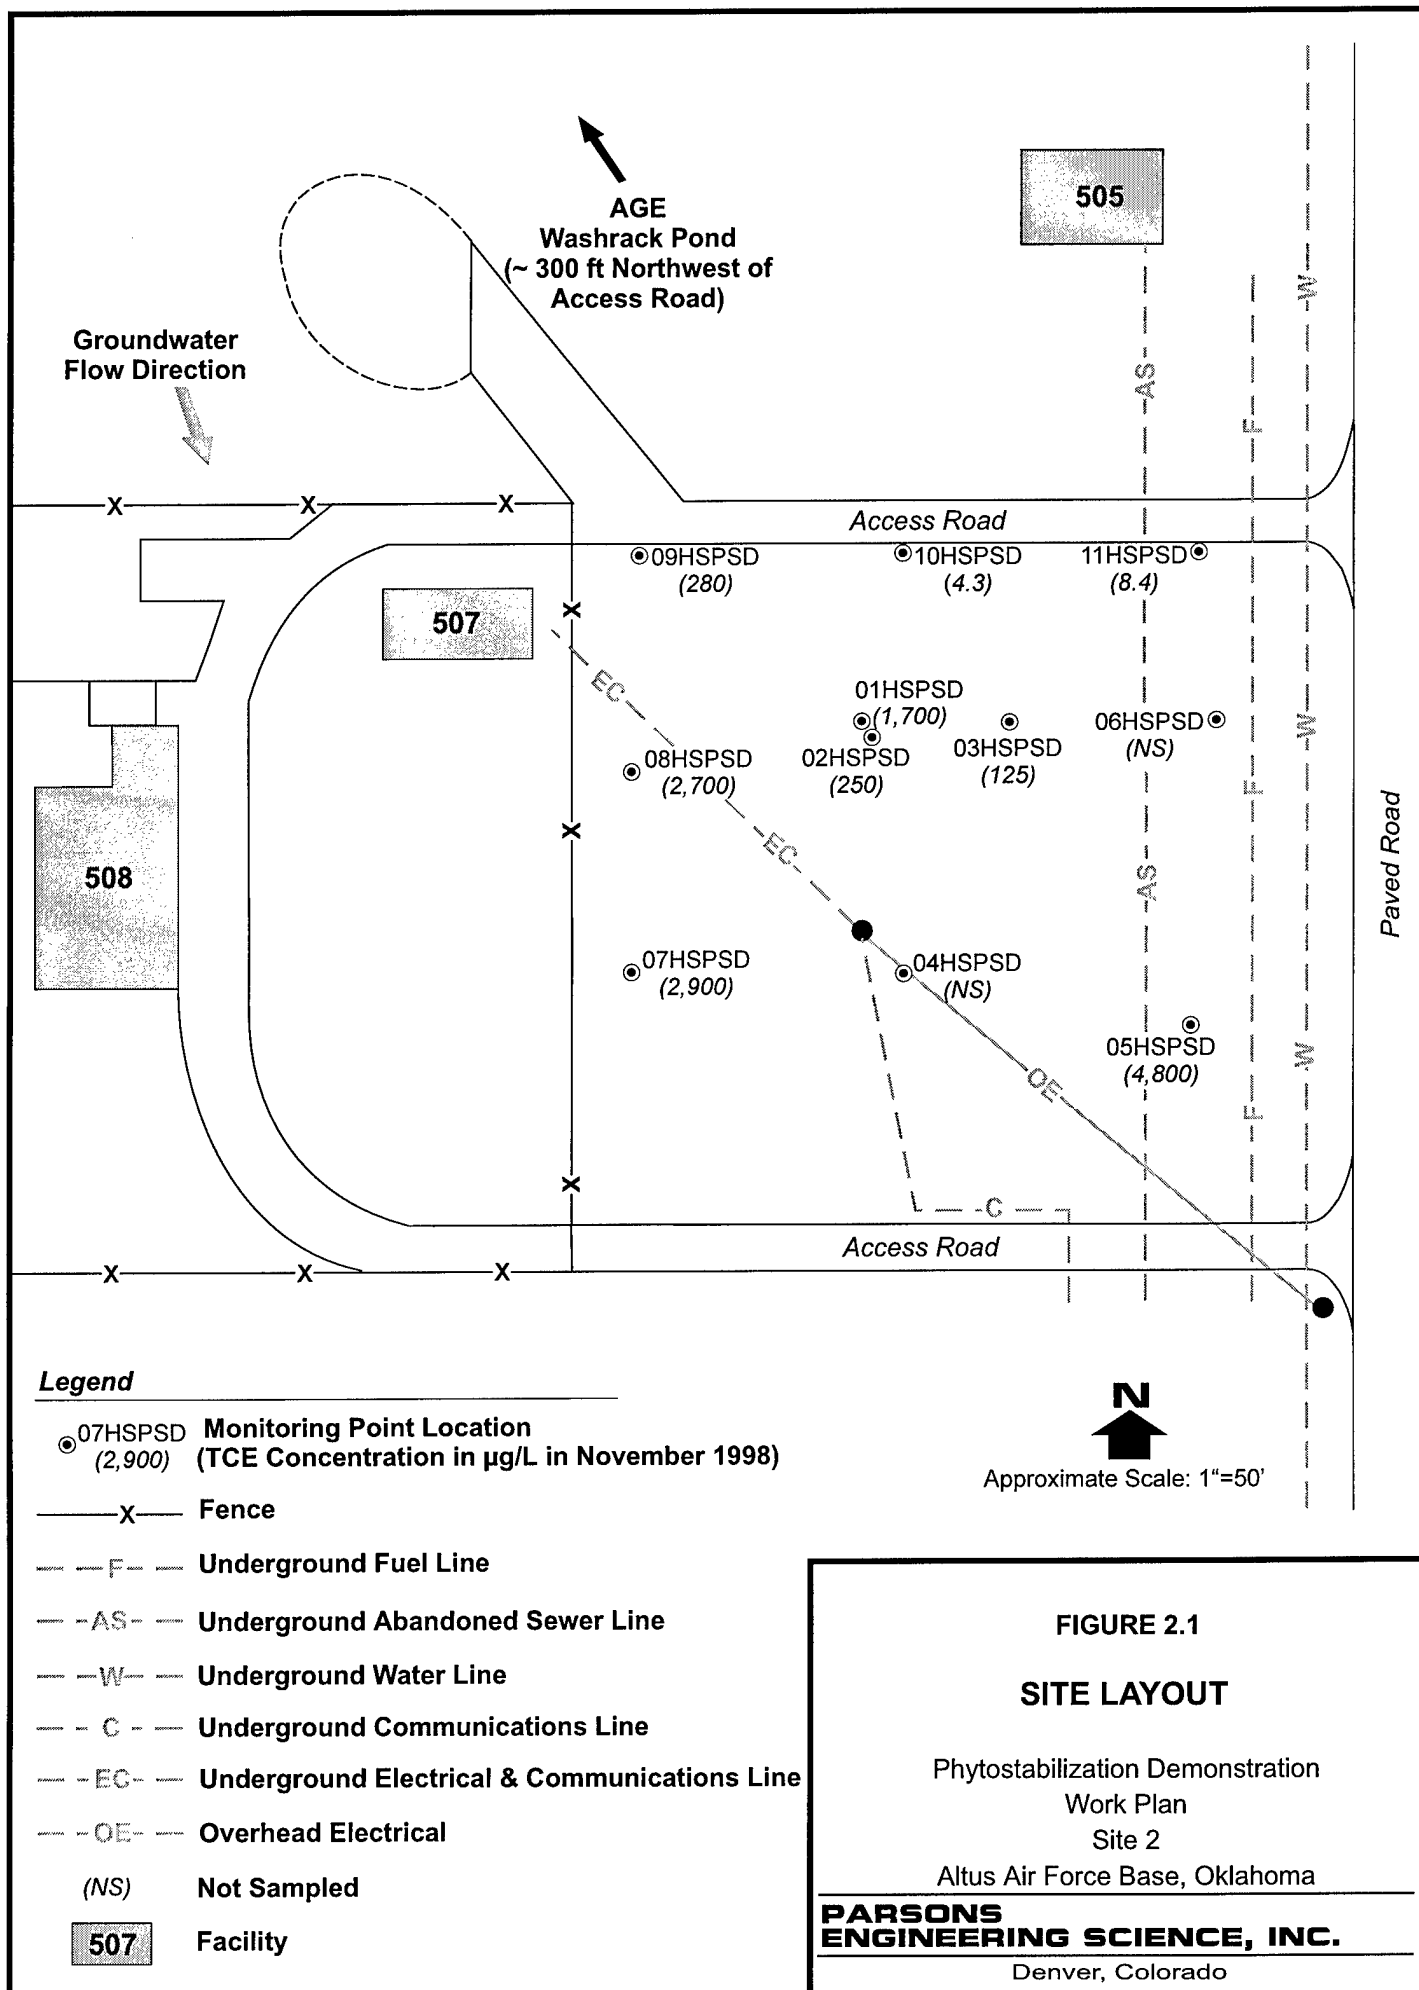 AGE
Washrack Pond
(~ 300 ft Northwest of
Access Road)
505
Groundwater
Flow Direction
W
AS
F
X
X
X
Access Road
09HSPSD
(280)
10HSPSD
(4.3)
11HSPSD
(8.4)
507
X
EC
01HSPSD
(1,700)
02HSPSD
(250)
03HSPSD
(125)
06HSPSD
(NS)
W
08HSPSD
(2,700)
F
X
EC
508
AS
Paved Road
07HSPSD
(2,900)
04HSPSD
(NS)
05HSPSD
(4,800)
W
OE
F
X
C
Access Road
X
X
X
Legend
07HSPSD
(2,900)
Monitoring Point Location
(TCE Concentration in µg/L in November 1998)
X
Fence
F
Underground Fuel Line
AS
Underground Abandoned Sewer Line
W
Underground Water Line
C
Underground Communications Line
EC
Underground Electrical & Communications Line
OE
Overhead Electrical
(NS)
Not Sampled
507
Facility
N
Approximate Scale: 1"=50'
FIGURE 2.1
SITE LAYOUT
Phytostabilization Demonstration
Work Plan
Site 2
Altus Air Force Base, Oklahoma
PARSONS
ENGINEERING SCIENCE, INC.
Denver, Colorado